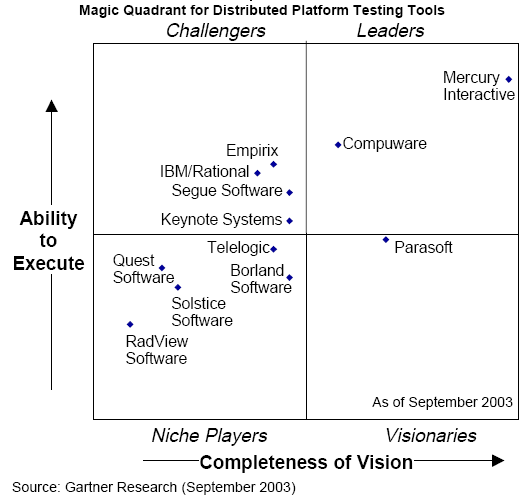 Magic Quadrant for Distributed Platform Testing Tools
Challengers
Leaders
Mercury
Interactive
Compuware
Empirix
IBM/Rational
Segue Software
Keynote Systems
Ability
to
Execute
Telelogic
Parasoft
Quest
Software
Borland
Software
Solstice
Software
RadView
Software
As of September 2003
Niche Players
Visionaries
Completeness of Vision
Source: Gartner Research (September 2003)